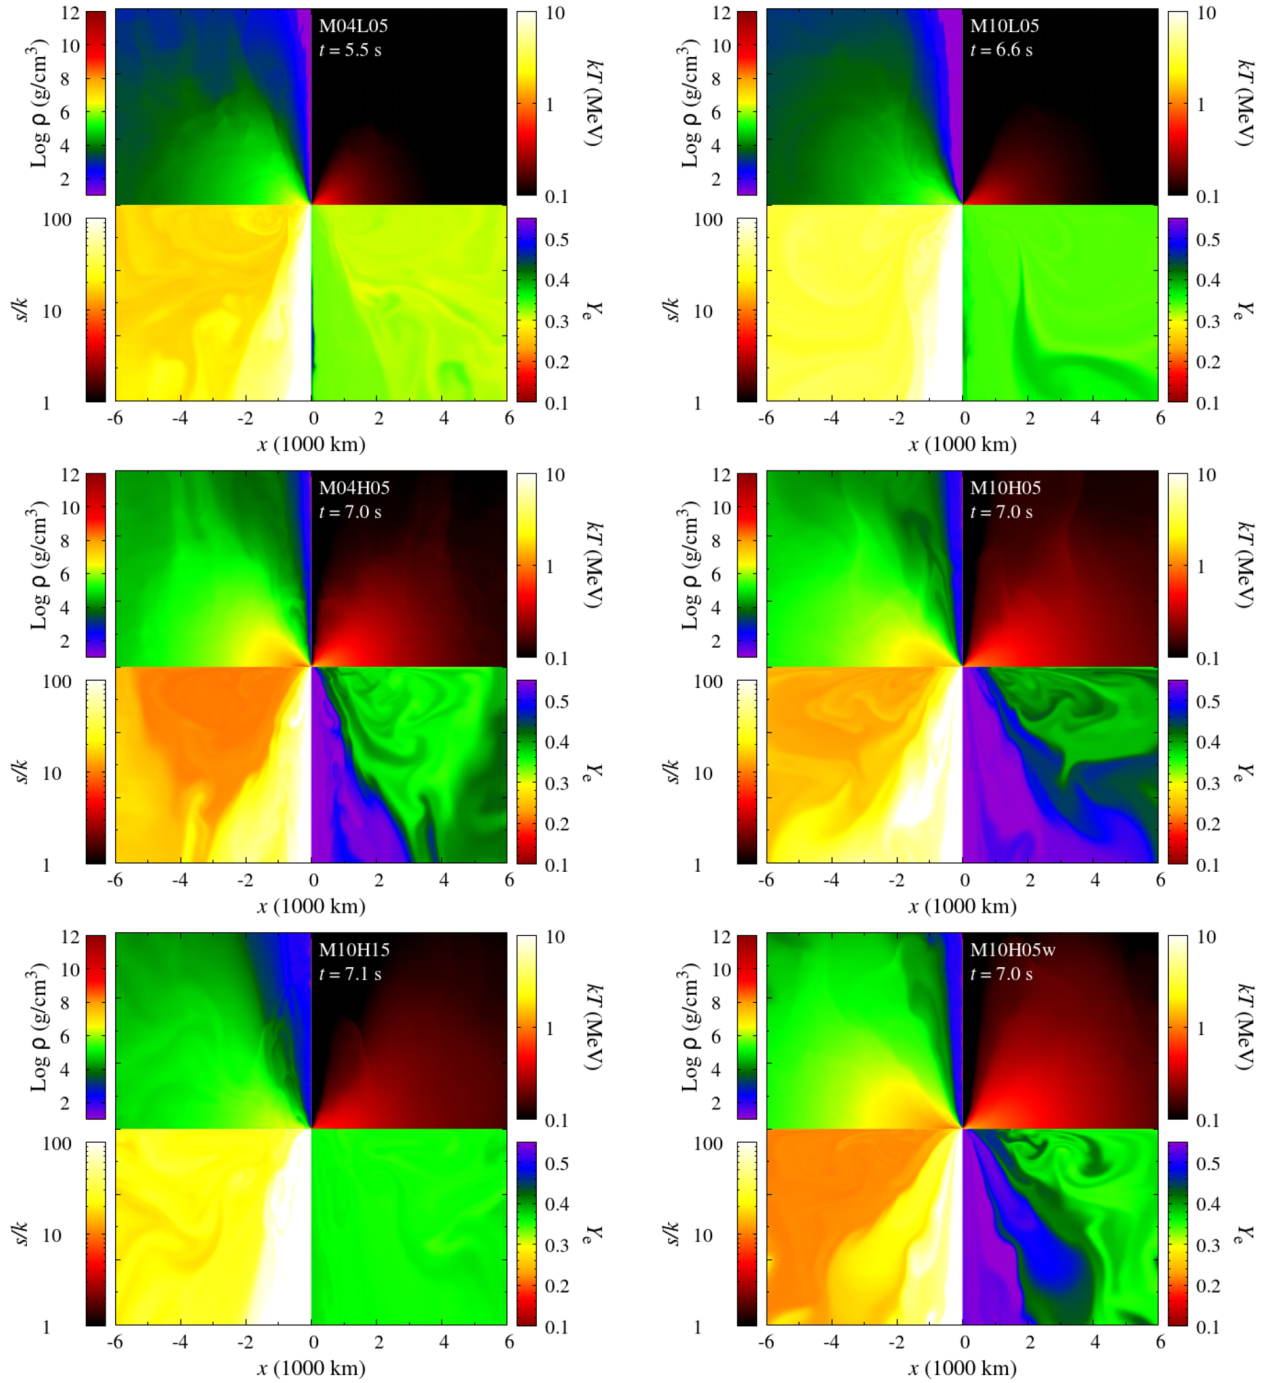 M04L05
t = 5.5 s
Log ρ (g/cm³)
12
10
8
6
4
2
kT (MeV)
10
1
0.1
s/k
100
10
1
Yₑ
0.5
0.4
0.3
0.2
0.1
-6 -4 -2 0 2 4 6
x (1000 km)
M10L05
t = 6.6 s
Log ρ (g/cm³)
12
10
8
6
4
2
kT (MeV)
10
1
0.1
s/k
100
10
1
Yₑ
0.5
0.4
0.3
0.2
0.1
-6 -4 -2 0 2 4 6
x (1000 km)
M04H05
t = 7.0 s
Log ρ (g/cm³)
12
10
8
6
4
2
kT (MeV)
10
1
0.1
s/k
100
10
1
Yₑ
0.5
0.4
0.3
0.2
0.1
-6 -4 -2 0 2 4 6
x (1000 km)
M10H05
t = 7.0 s
Log ρ (g/cm³)
12
10
8
6
4
2
kT (MeV)
10
1
0.1
s/k
100
10
1
Yₑ
0.5
0.4
0.3
0.2
0.1
-6 -4 -2 0 2 4 6
x (1000 km)
M10H15
t = 7.1 s
Log ρ (g/cm³)
12
10
8
6
4
2
kT (MeV)
10
1
0.1
s/k
100
10
1
Yₑ
0.5
0.4
0.3
0.2
0.1
-6 -4 -2 0 2 4 6
x (1000 km)
M10H05w
t = 7.0 s
Log ρ (g/cm³)
12
10
8
6
4
2
kT (MeV)
10
1
0.1
s/k
100
10
1
Yₑ
0.5
0.4
0.3
0.2
0.1
-6 -4 -2 0 2 4 6
x (1000 km)